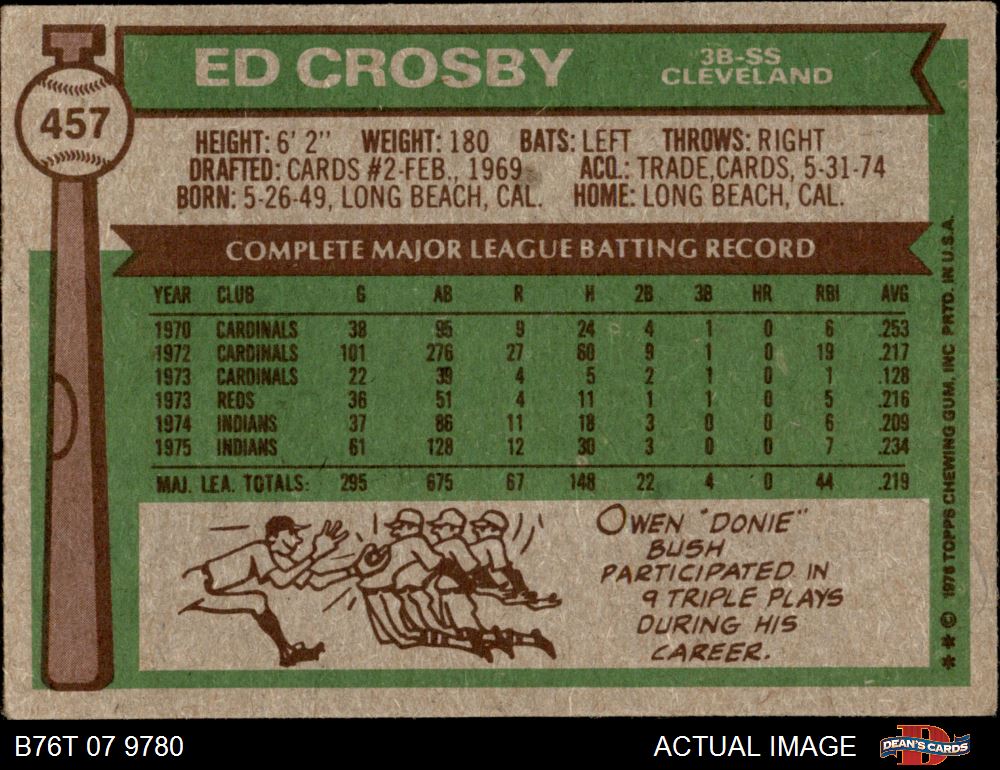 457
ED CROSBY
3B-SS
CLEVELAND
HEIGHT: 6' 2" WEIGHT: 180 BATS: LEFT THROWS: RIGHT
DRAFTED: CARDS #2-FEB., 1969 ACQ.: TRADE, CARDS, 5-31-74
BORN: 5-26-49, LONG BEACH, CAL. HOME: LONG BEACH, CAL.
COMPLETE MAJOR LEAGUE BATTING RECORD
YEAR CLUB G AB R H 2B 3B HR RBI AVG
1970 CARDINALS 38 95 9 24 4 1 0 6 .253
1972 CARDINALS 101 276 27 60 9 1 0 19 .217
1973 CARDINALS 22 39 4 5 2 1 0 1 .128
1973 REDS 36 51 4 11 1 1 0 5 .216
1974 INDIANS 37 86 11 18 3 0 0 6 .209
1975 INDIANS 61 128 12 30 3 0 0 7 .234
MAJ. LEA. TOTALS: 295 675 67 148 22 4 0 44 .219
OWEN "DONIE"
BUSH
PARTICIPATED IN
9 TRIPLE PLAYS
DURING HIS
CAREER.
** © 1976 TOPPS CHEWING GUM, INC PRTD. IN U.S.A.
B76T 07 9780
ACTUAL IMAGE
DEAN'S CARDS